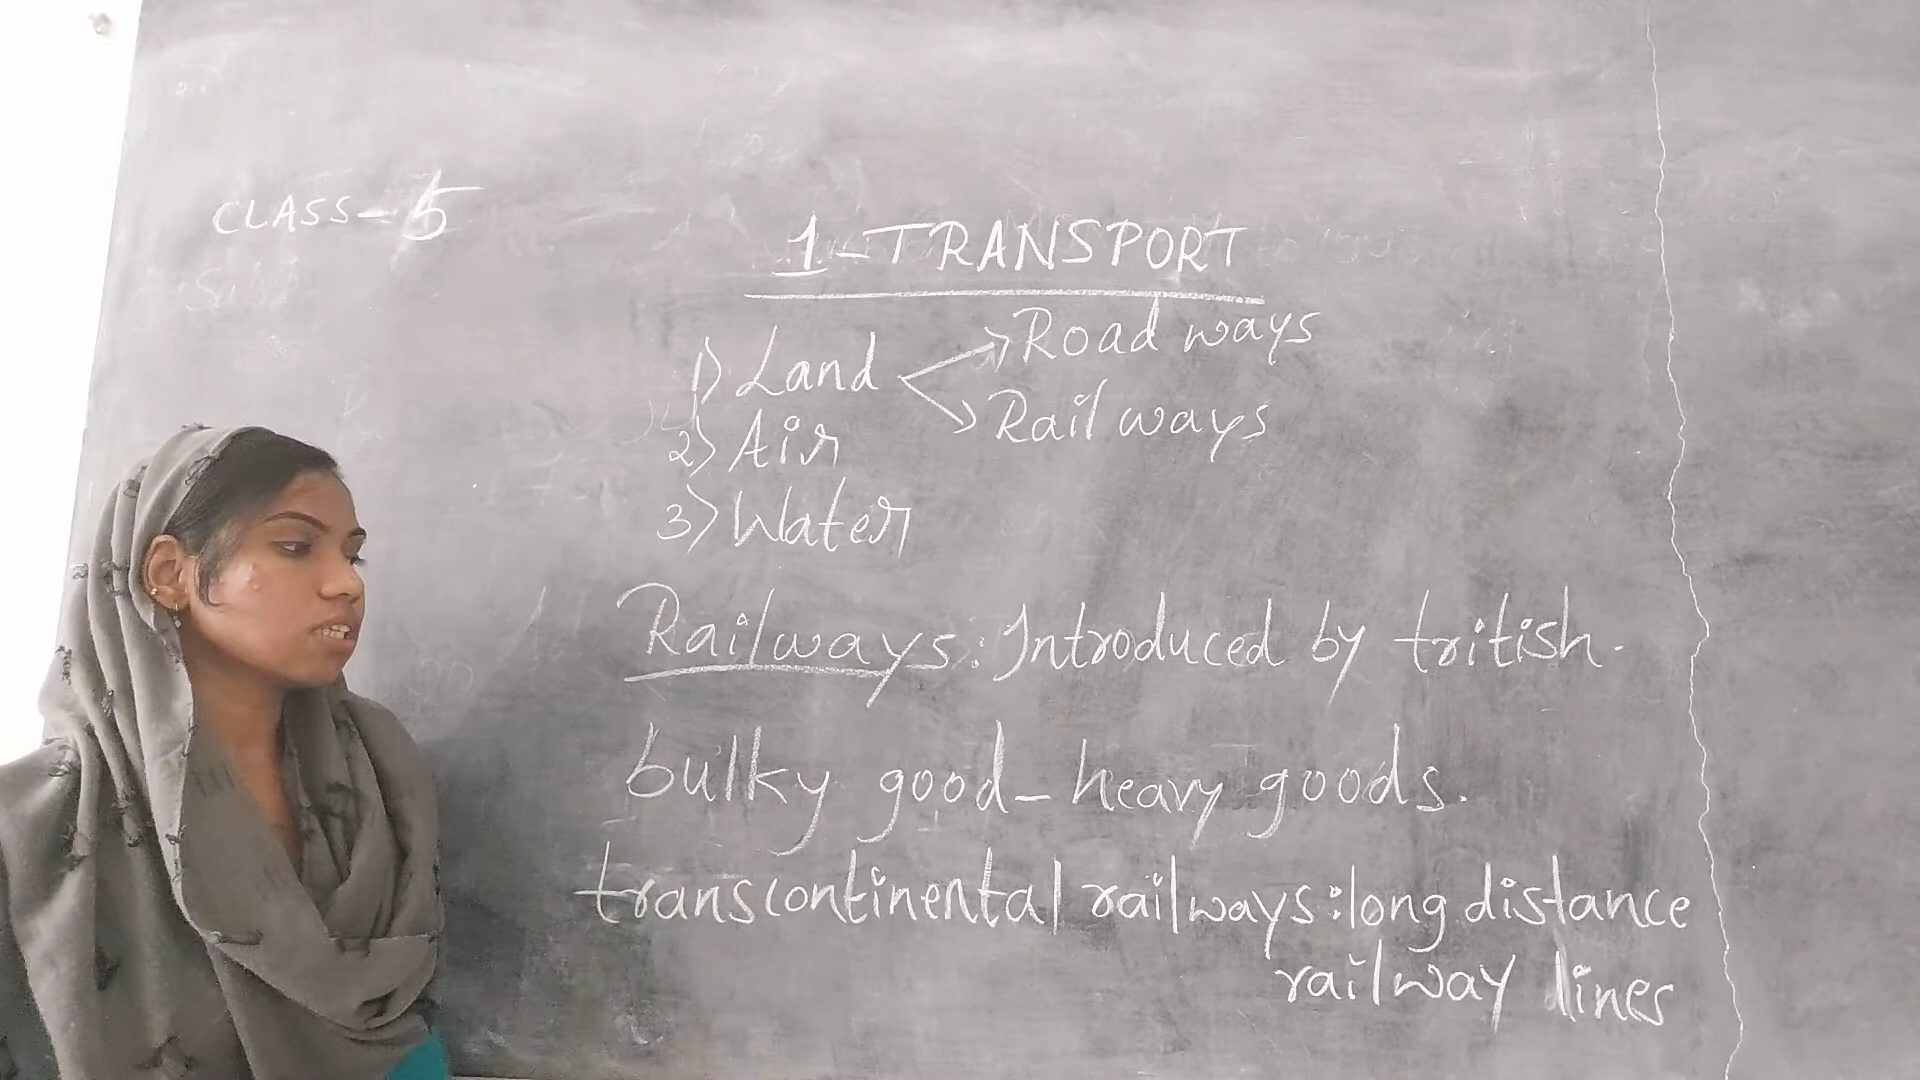 CLASS-5
1-TRANSPORT
1) Land
Road ways
Rail ways
2) Air
3) Water
Railways: Introduced by tritish.
bulky good - heavy goods.
transcontinental railways: long distance
railway lines